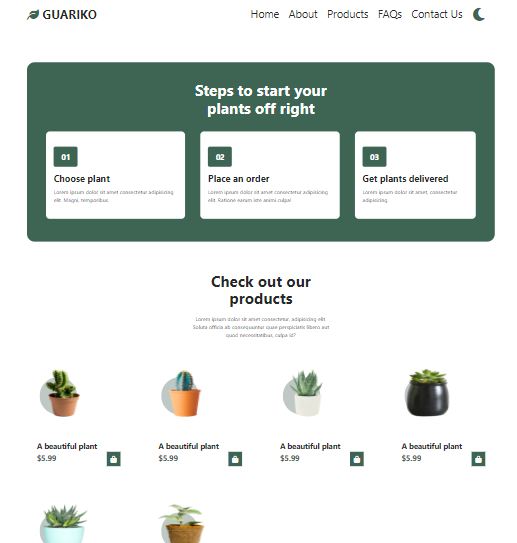 GUARIKO
Home About Products FAQs Contact Us
Steps to start your
plants off right
01
Choose plant
Lorem ipsum dolor sit amet consectetur adipisicing
elit. Magni, temporibus.
02
Place an order
Lorem ipsum dolor sit amet consectetur adipisicing
elit. Ratione earum iste animi culpa!
03
Get plants delivered
Lorem ipsum dolor sit amet consectetur, consectetur
adipisicing.
Check out our
products
Lorem ipsum dolor sit amet consectetur, adipisicing elit.
Soluta officia ab consequuntur quae perspiciatis libero aut
quod necessitatibus, culpa sit?
A beautiful plant
$5.99
A beautiful plant
$5.99
A beautiful plant
$5.99
A beautiful plant
$5.99